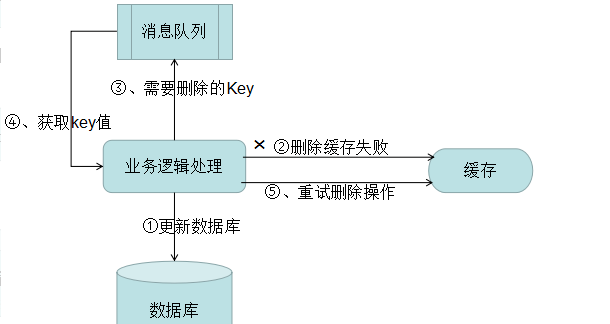 消息队列
③、需要删除的Key
④、获取key值
业务逻辑处理
②删除缓存失败
缓存
⑤、重试删除操作
①更新数据库
数据库